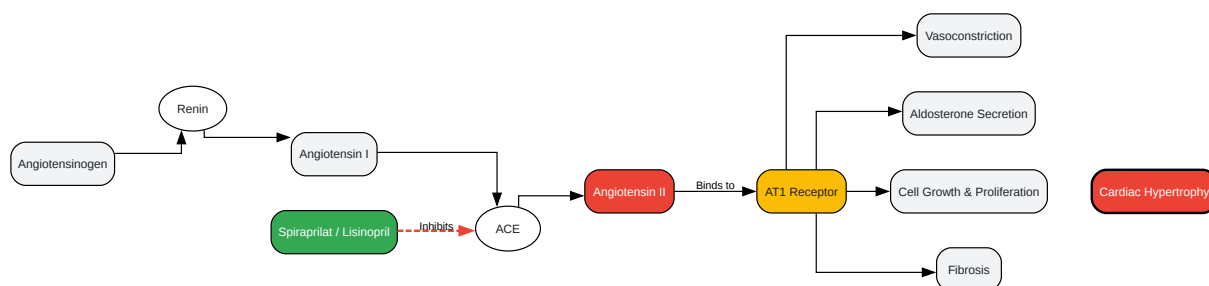 Angiotensinogen
Renin
Angiotensin I
Spiraprilat / Lisinopril
Inhibits
ACE
Angiotensin II
Binds to
AT1 Receptor
Vasoconstriction
Aldosterone Secretion
Cell Growth & Proliferation
Fibrosis
Cardiac Hypertrophy